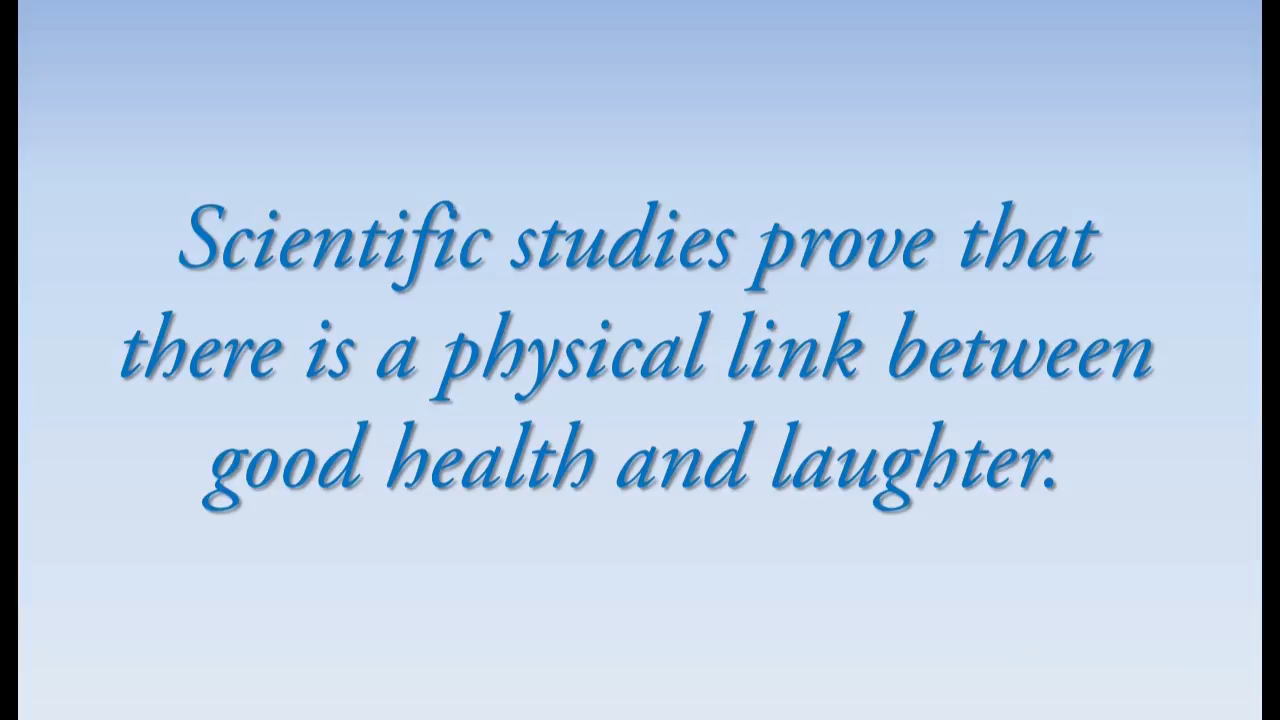 Scientific studies prove that
there is a physical link between
good health and laughter.